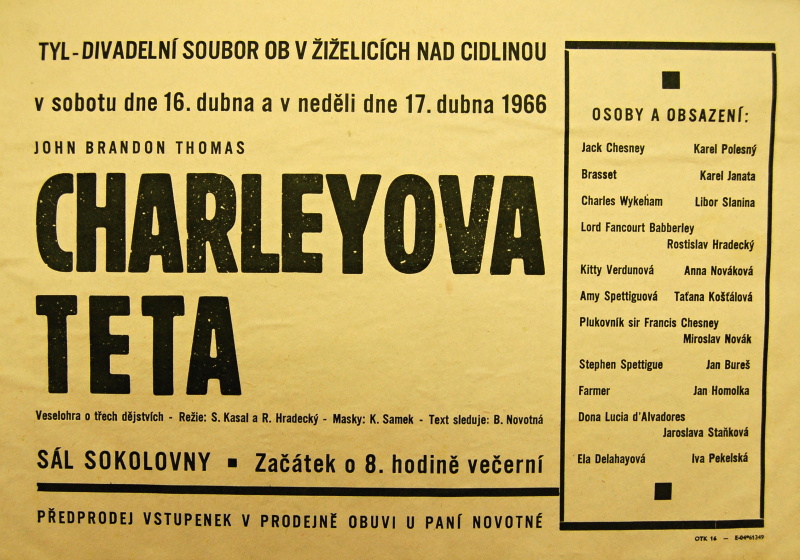 TYL-DIVADELNÍ SOUBOR OB V ŽIŽELICÍCH NAD CIDLINOU
v sobotu dne 16. dubna a v neděli dne 17. dubna 1966
JOHN BRANDON THOMAS
CHARLEYOVA
TETA
Veselohra o třech dějstvích - Režie: S. Kasal a R. Hradecký - Masky: K. Samek - Text sleduje: B. Novotná
SÁL SOKOLOVNY ■ Začátek o 8. hodině večerní
PŘEDPRODEJ VSTUPENEK V PRODEJNĚ OBUVI U PANÍ NOVOTNÉ
OSOBY A OBSAZENÍ:
Jack Chesney Karel Polesný
Brasset Karel Janata
Charles Wykeham Libor Slanina
Lord Fancourt Babberley
Rostislav Hradecký
Kitty Verdunová Anna Nováková
Amy Spettiguová Taťana Košťálová
Plukovník sir Francis Chesney
Miroslav Novák
Stephen Spettigue Jan Bureš
Farmer Jan Homolka
Dona Lucia d'Alvadores
Jaroslava Staňková
Ela Delahayová Iva Pekelská
OTK 16 — E-04*61349